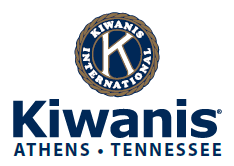 KIWANIS
K
INTERNATIONAL
Kiwanis®
ATHENS • TENNESSEE